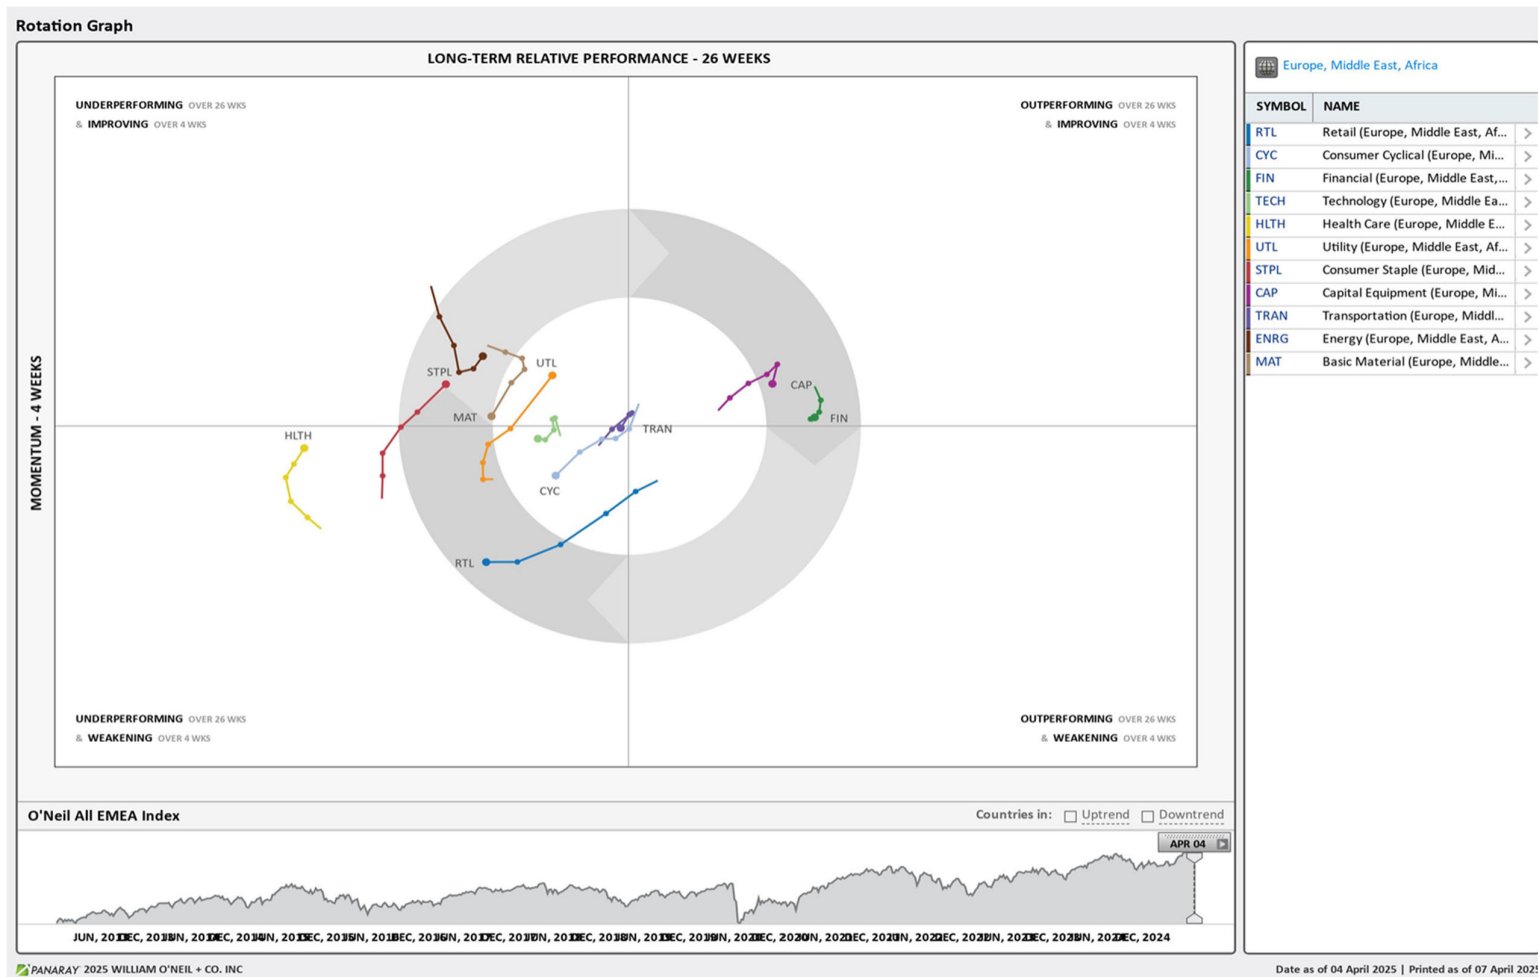 Rotation Graph
LONG-TERM RELATIVE PERFORMANCE - 26 WEEKS
UNDERPERFORMING OVER 26 WKS
& IMPROVING OVER 4 WKS
OUTPERFORMING OVER 26 WKS
& IMPROVING OVER 4 WKS
MOMENTUM - 4 WEEKS
STPL
UTL
CAP
MAT
FIN
TRAN
HLTH
CYC
RTL
UNDERPERFORMING OVER 26 WKS
& WEAKENING OVER 4 WKS
OUTPERFORMING OVER 26 WKS
& WEAKENING OVER 4 WKS
Europe, Middle East, Africa
SYMBOL NAME
RTL Retail (Europe, Middle East, Af...
CYC Consumer Cyclical (Europe, Mi...
FIN Financial (Europe, Middle East,...
TECH Technology (Europe, Middle Ea...
HLTH Health Care (Europe, Middle E...
UTL Utility (Europe, Middle East, Af...
STPL Consumer Staple (Europe, Mid...
CAP Capital Equipment (Europe, Mi...
TRAN Transportation (Europe, Middl...
ENRG Energy (Europe, Middle East, A...
MAT Basic Material (Europe, Middle...
O'Neil All EMEA Index
Countries in: Uptrend Downtrend
APR 04
DEC, 2024
PANARAY 2025 WILLIAM O'NEIL + CO. INC
Date as of 04 April 2025 | Printed as of 07 April 2025